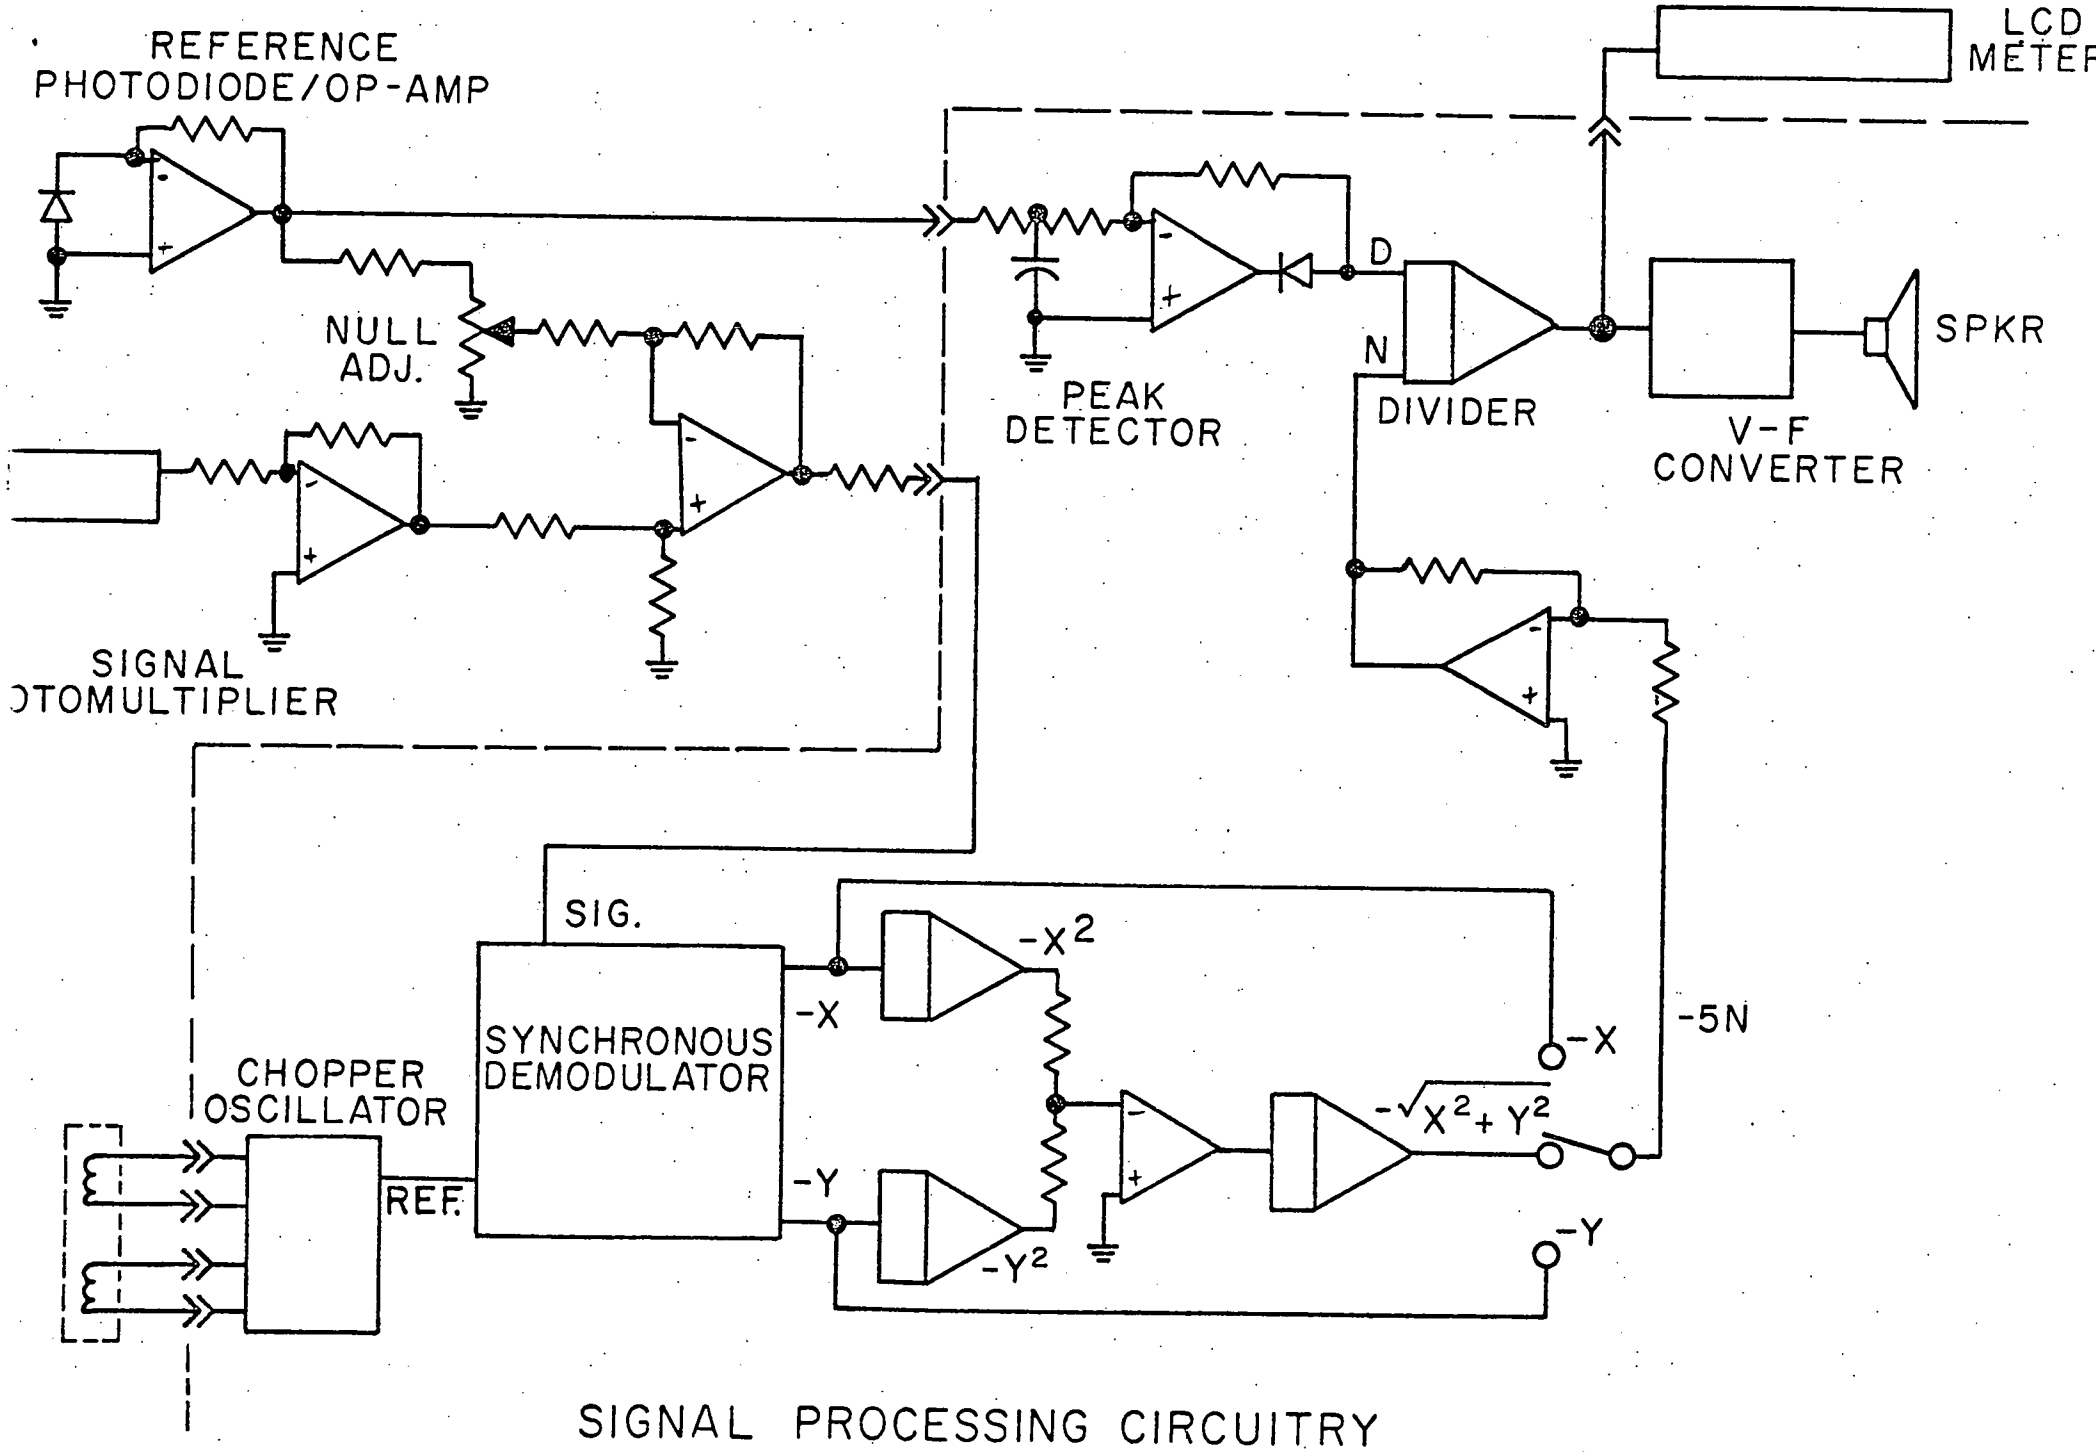 REFERENCE
PHOTODIODE/OP-AMP
LCD
METER
-
+
NULL
ADJ.
-
+
D
N
PEAK
DETECTOR
DIVIDER
SPKR
V-F
CONVERTER
-
+
-
+
SIGNAL
OTOMULTIPLIER
-
+
SIG.
-X²
-X
SYNCHRONOUS
DEMODULATOR
-5N
-X
CHOPPER
OSCILLATOR
-√X²+Y²
-
+
REF.
-Y
-Y²
-Y
SIGNAL PROCESSING CIRCUITRY